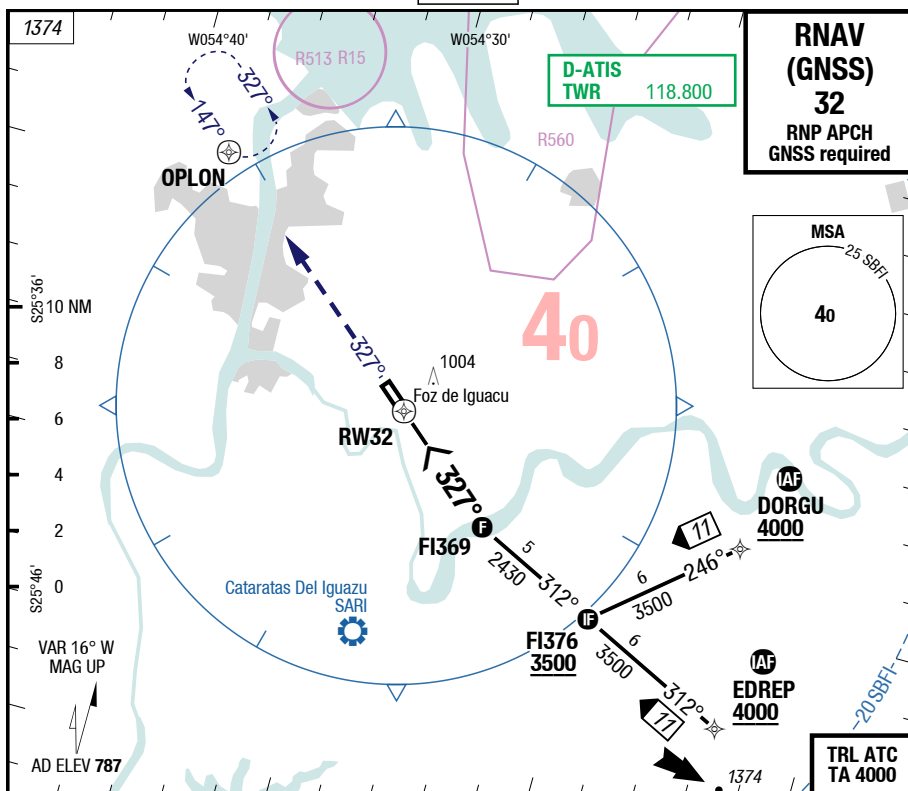 1374
W054°40'
W054°30'
R513 R15
D-ATIS
TWR 118.800
RNAV
(GNSS)
32
RNP APCH
GNSS required
327°
147°
OPLON
R560
MSA
25 SBFI
40
S25°36'
10 NM
8
6
4
2
0
S25°46'
40
327°
1004
Foz de Iguacu
RW32
327°
FI369
5
2430
312°
DORGU
IAF
4000
11
246°
6
3500
Cataratas Del Iguazu
SARI
F
IF
FI376
3500
6
3500
312°
11
IAF
EDREP
4000
20 SBFI
VAR 16° W
MAG UP
AD ELEV 787
1374
TRL ATC
TA 4000